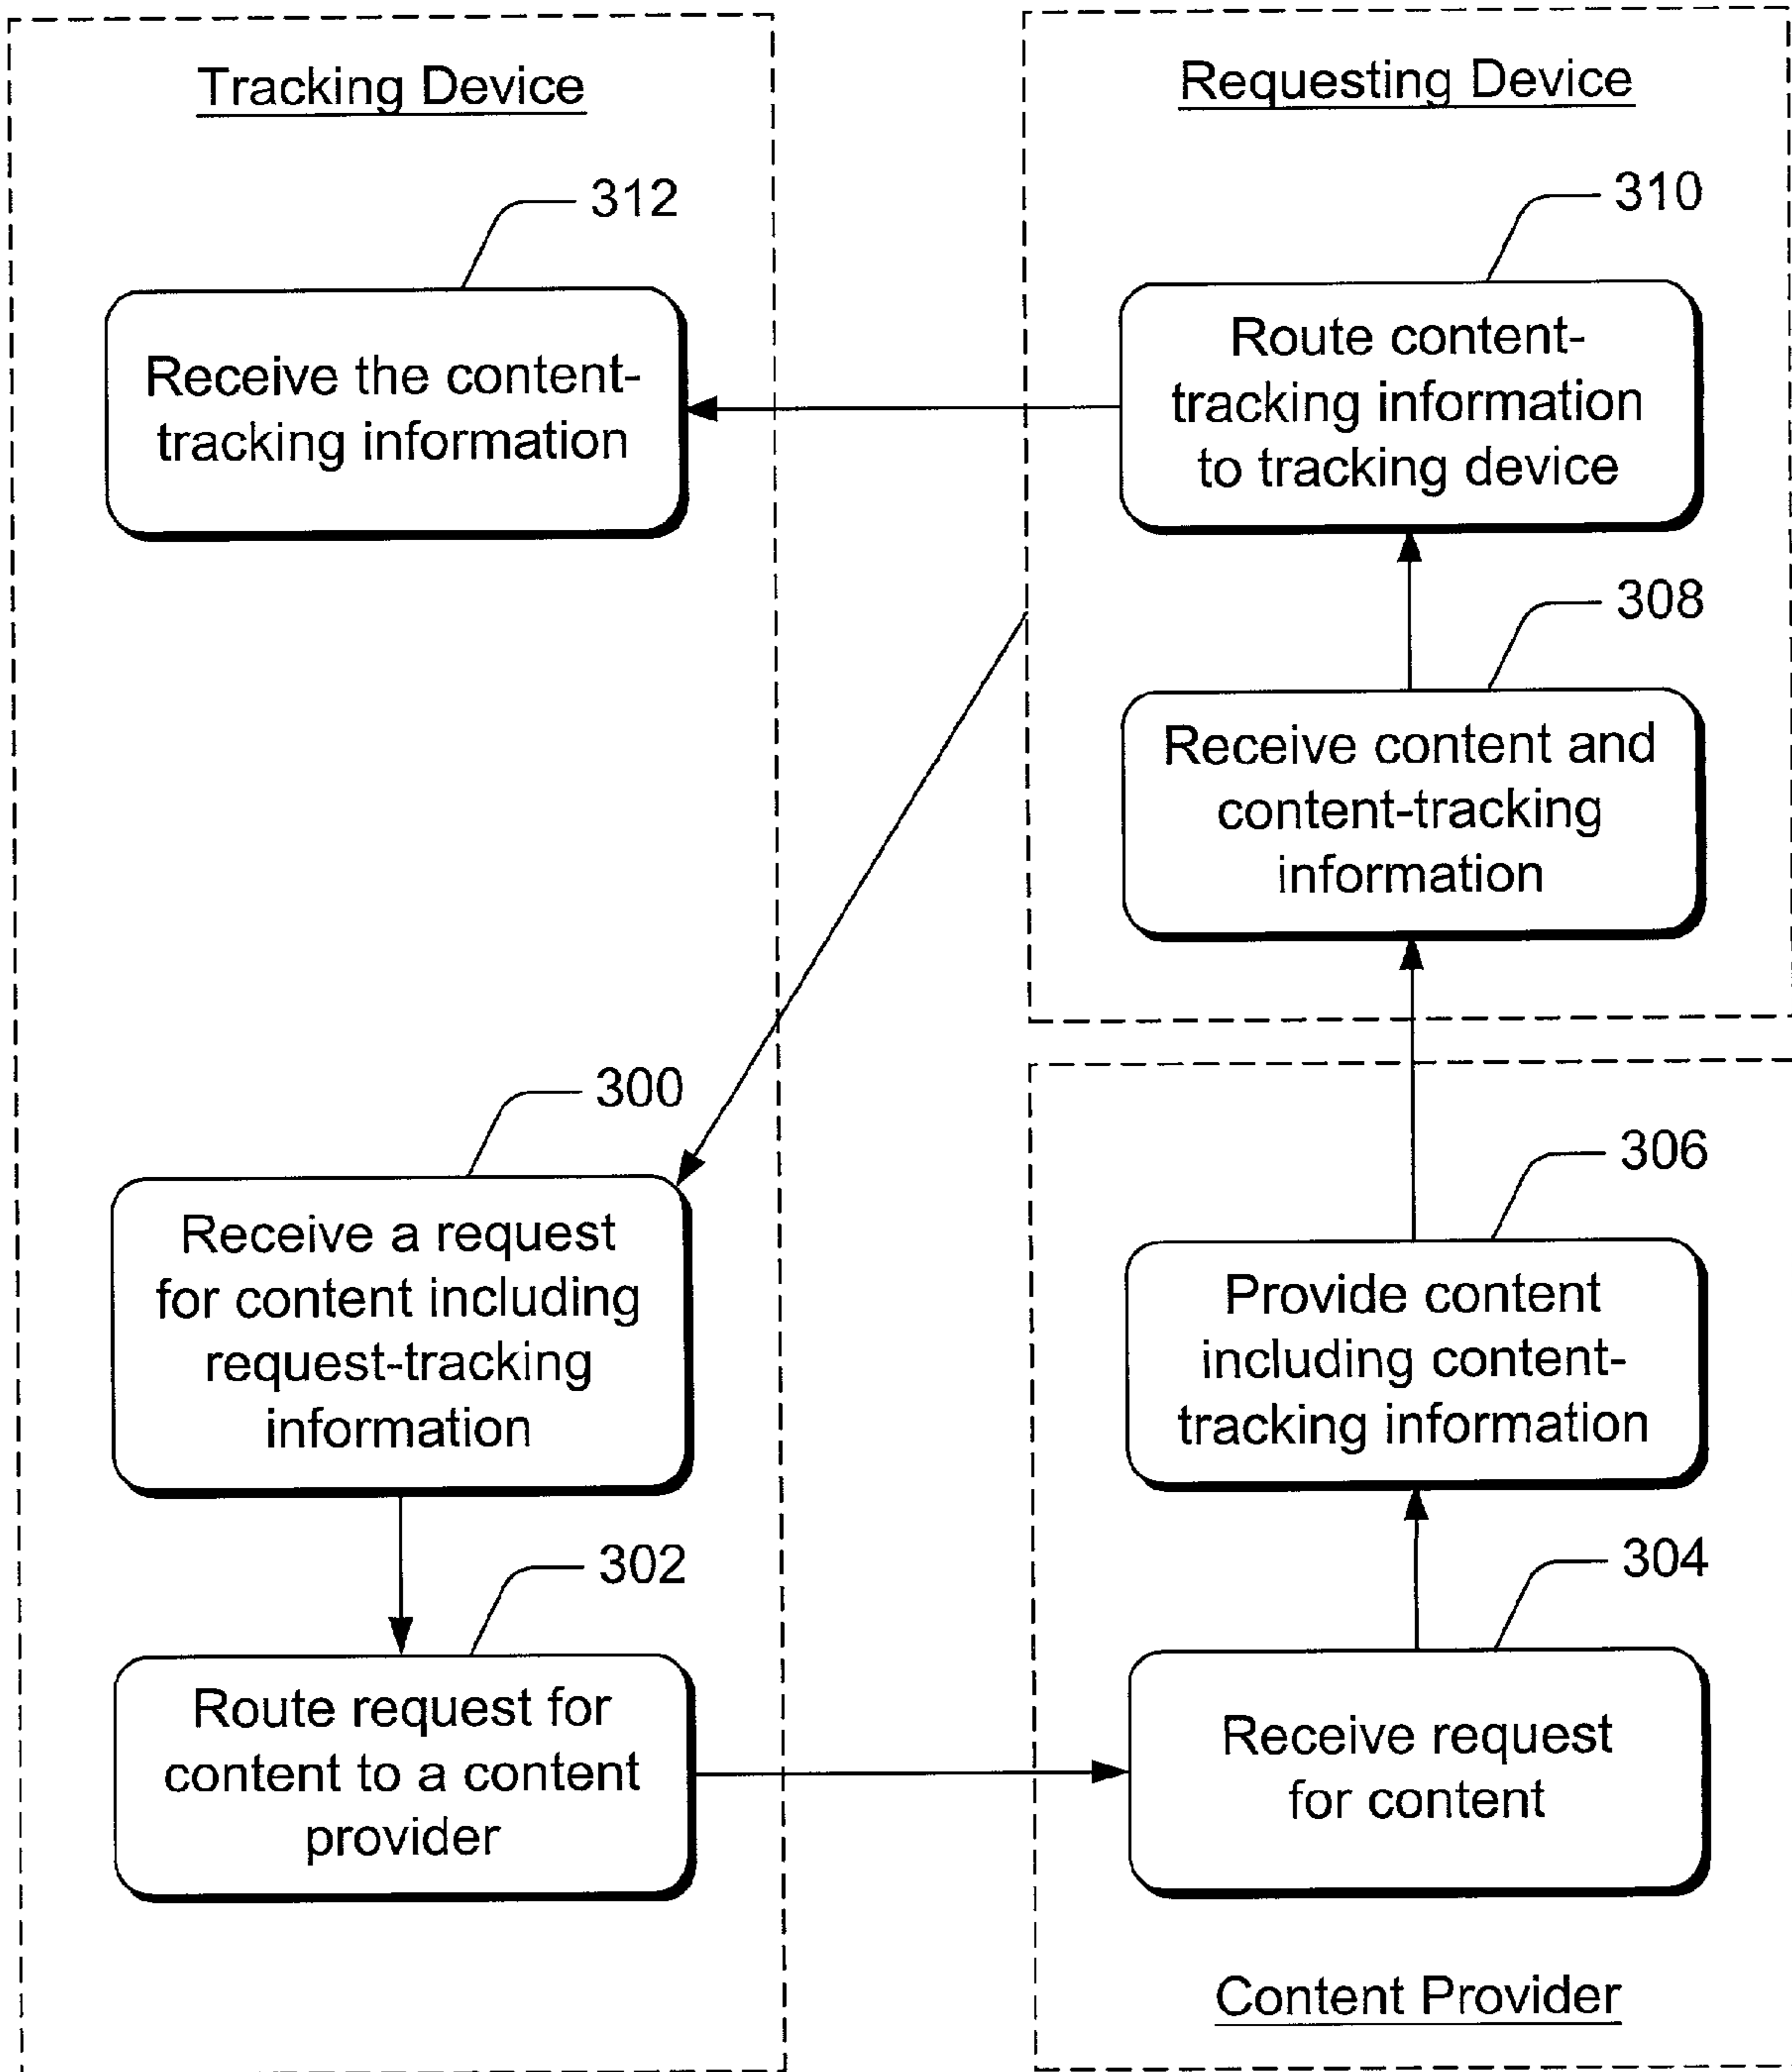 Tracking Device
312
Receive the content-
tracking information
300
Receive a request
for content including
request-tracking
information
302
Route request for
content to a content
provider
Requesting Device
310
Route content-
tracking information
to tracking device
308
Receive content and
content-tracking
information
306
Provide content
including content-
tracking information
304
Receive request
for content
Content Provider